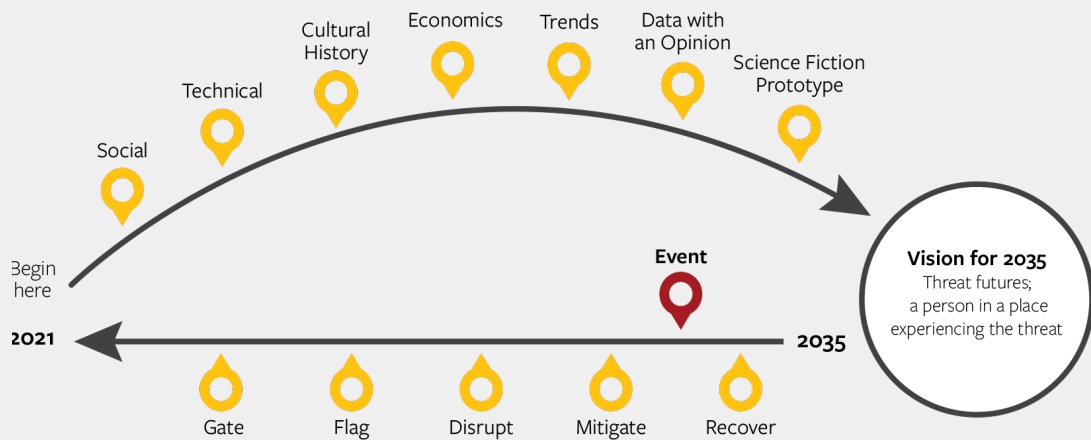 Social
Technical
Cultural
History
Economics
Trends
Data with
an Opinion
Science Fiction
Prototype
Begin
here
Vision for 2035
Threat futures;
a person in a place
experiencing the threat
Event
2021
2035
Gate
Flag
Disrupt
Mitigate
Recover